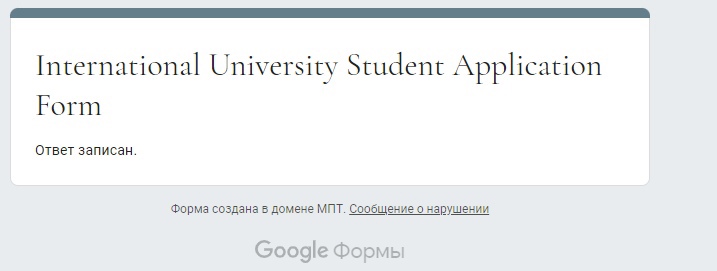 International University Student Application
Form
Ответ записан.
Форма создана в домене МПТ. Сообщение о нарушении
Google Формы